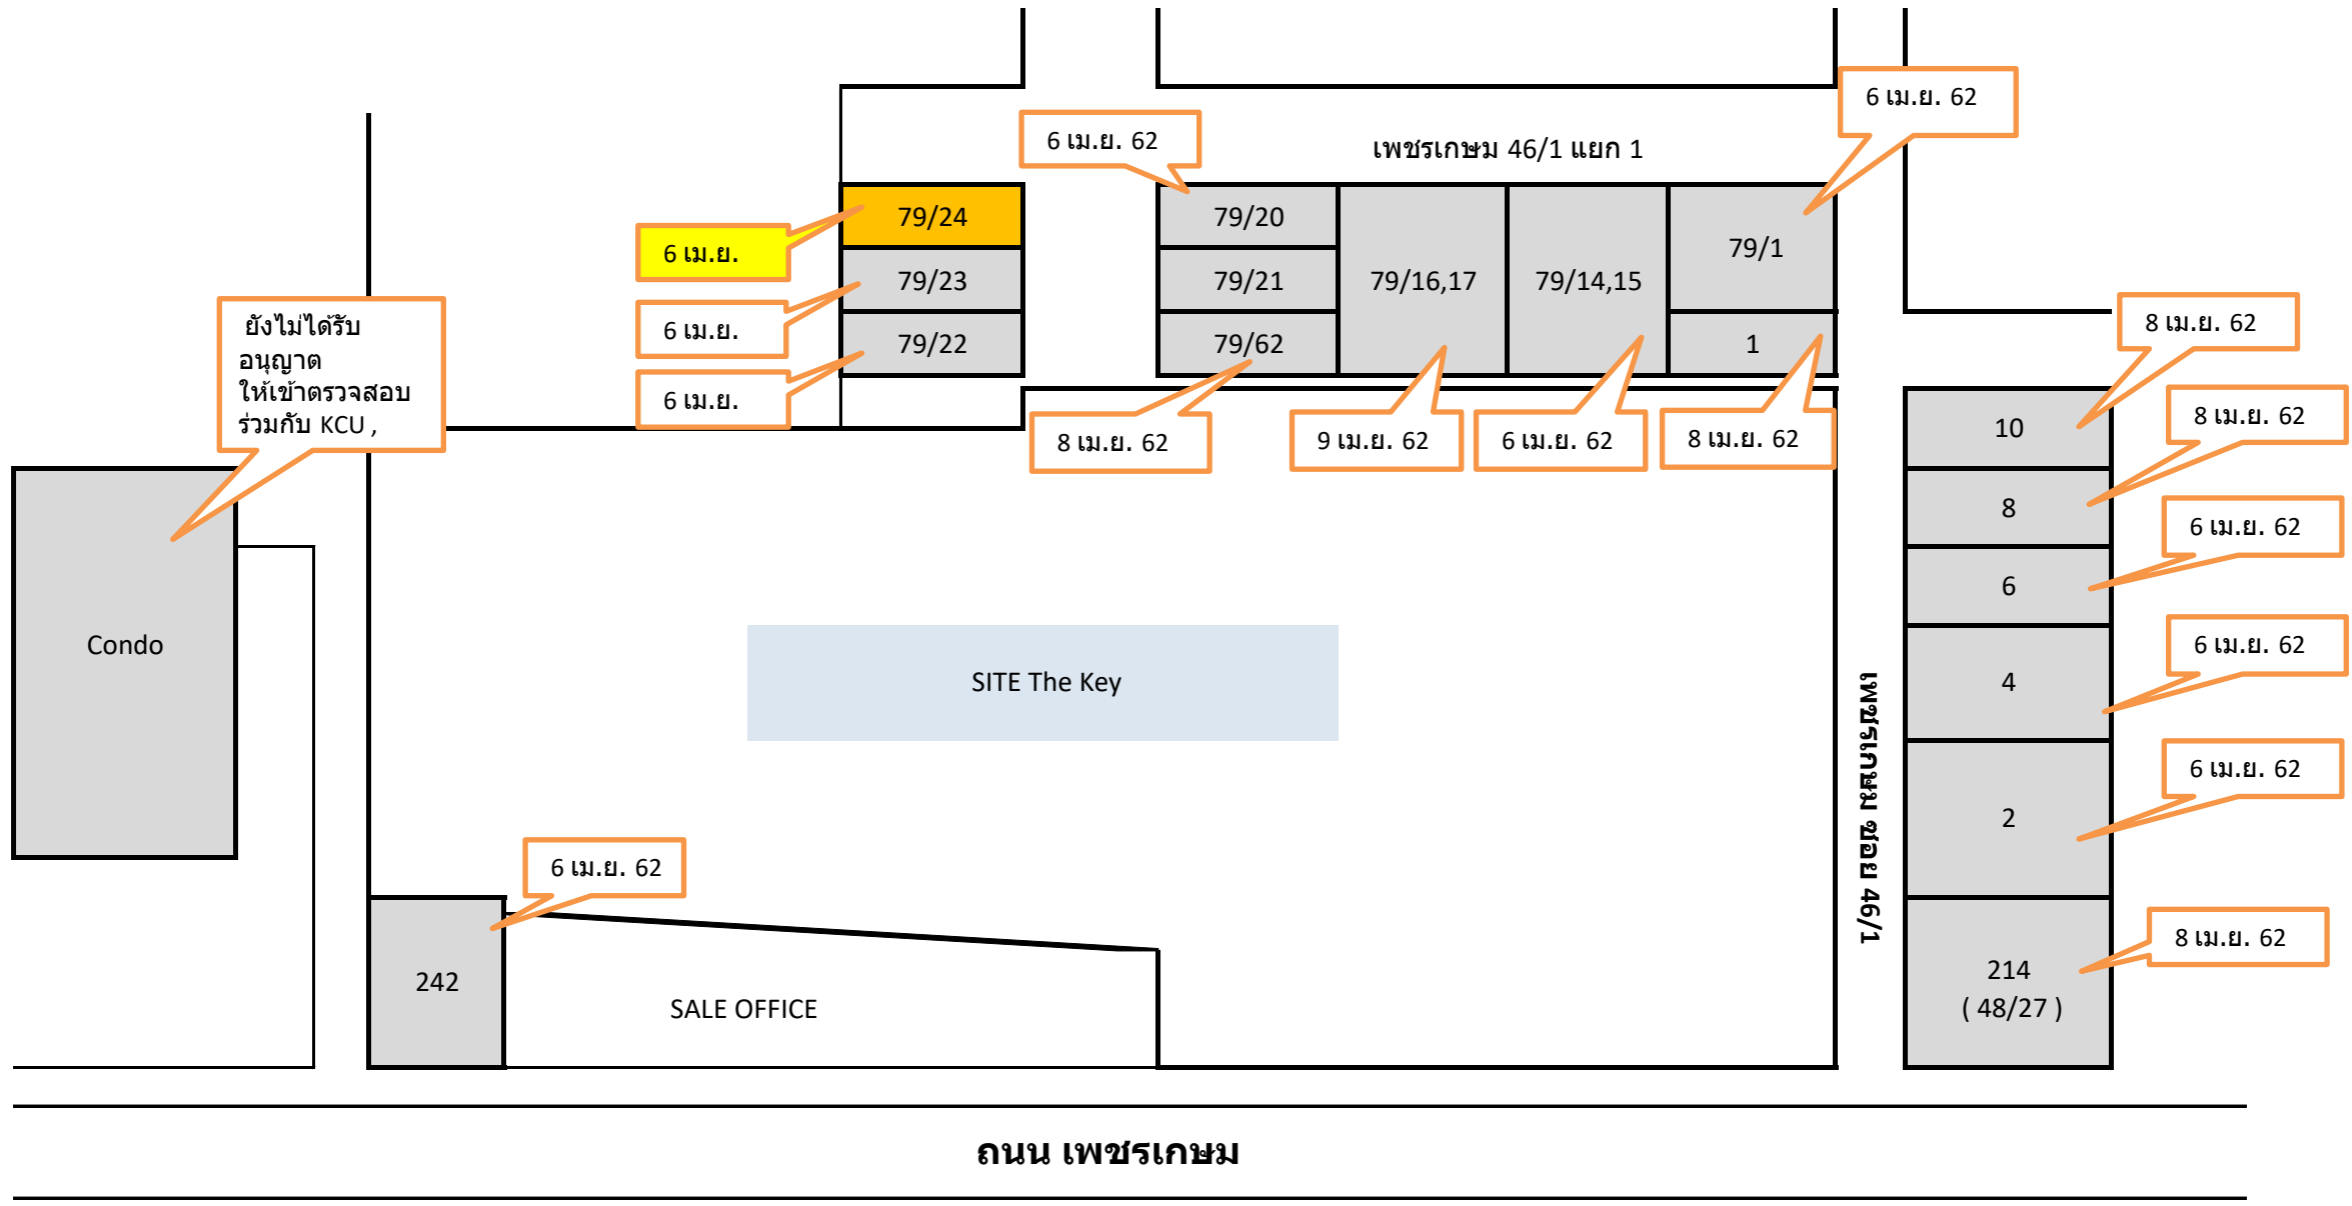 6 เม.ย. 62
6 เม.ย. 62
เพชรเกษม 46/1 แยก 1
79/24
79/20
6 เม.ย.
79/1
79/23
79/21
79/16,17
79/14,15
6 เม.ย.
79/22
79/62
1
6 เม.ย.
ยังไม่ได้รับ
อนุญาต
ให้เข้าตรวจสอบ
ร่วมกับ KCU ,
8 เม.ย. 62
8 เม.ย. 62
9 เม.ย. 62
6 เม.ย. 62
8 เม.ย. 62
10
8 เม.ย. 62
8
6 เม.ย. 62
6
Condo
SITE The Key
4
6 เม.ย. 62
เพชรเกษม ซอย 46/1
2
6 เม.ย. 62
6 เม.ย. 62
242
SALE OFFICE
214
( 48/27 )
8 เม.ย. 62
ถนน เพชรเกษม